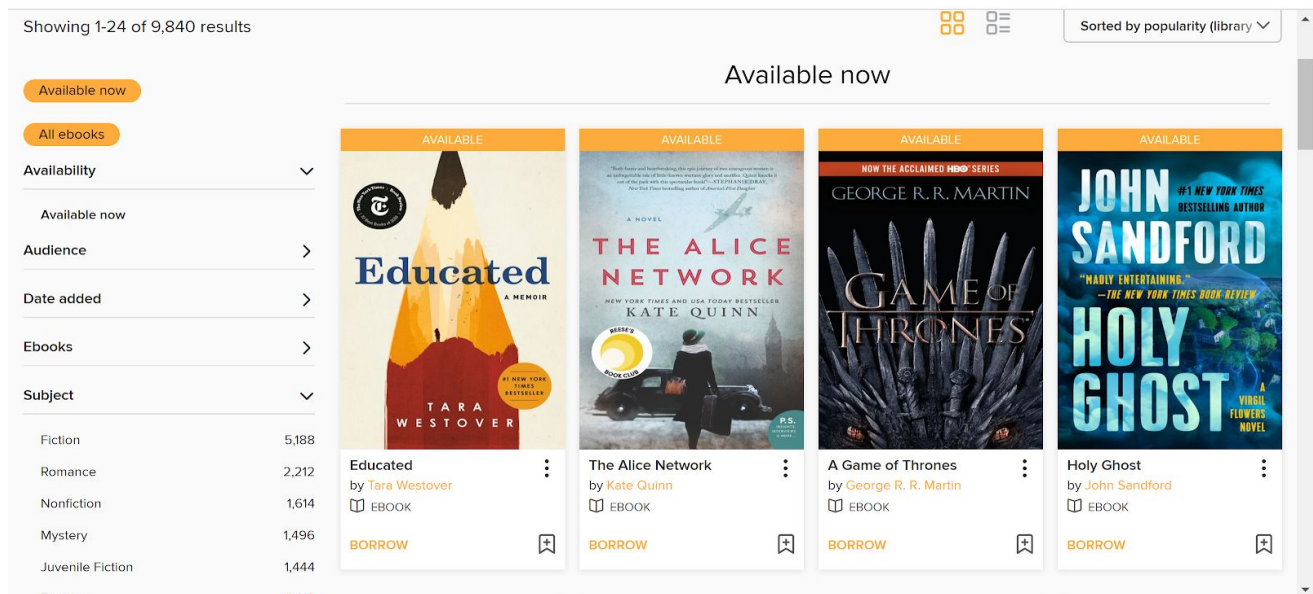 Showing 1-24 of 9,840 results
Sorted by popularity (library
Available now
All ebooks
Availability
Available now
Audience
Date added
Ebooks
Subject
Fiction 5,188
Romance 2,212
Nonfiction 1,614
Mystery 1,496
Juvenile Fiction 1,444
Available now
AVAILABLE
Educated
A MEMOIR
#1 NEW YORK
TIMES
BESTSELLER
TARA
WESTOVER
Educated
by Tara Westover
EBOOK
BORROW
AVAILABLE
A NOVEL
THE ALICE
NETWORK
NEW YORK TIMES AND USA TODAY BESTSELLER
KATE QUINN
REESE'S
BOOK CLUB
P.S.
The Alice Network
by Kate Quinn
EBOOK
BORROW
AVAILABLE
NOW THE ACCLAIMED HBO SERIES
GEORGE R. R. MARTIN
A
GAME OF
THRONES
A Game of Thrones
by George R. R. Martin
EBOOK
BORROW
AVAILABLE
JOHN
#1 NEW YORK TIMES
BESTSELLING AUTHOR
SANDFORD
"MADLY ENTERTAINING."
—THE NEW YORK TIMES BOOK REVIEW
HOLY
GHOST
A
VIRGIL
FLOWERS
NOVEL
Holy Ghost
by John Sandford
EBOOK
BORROW